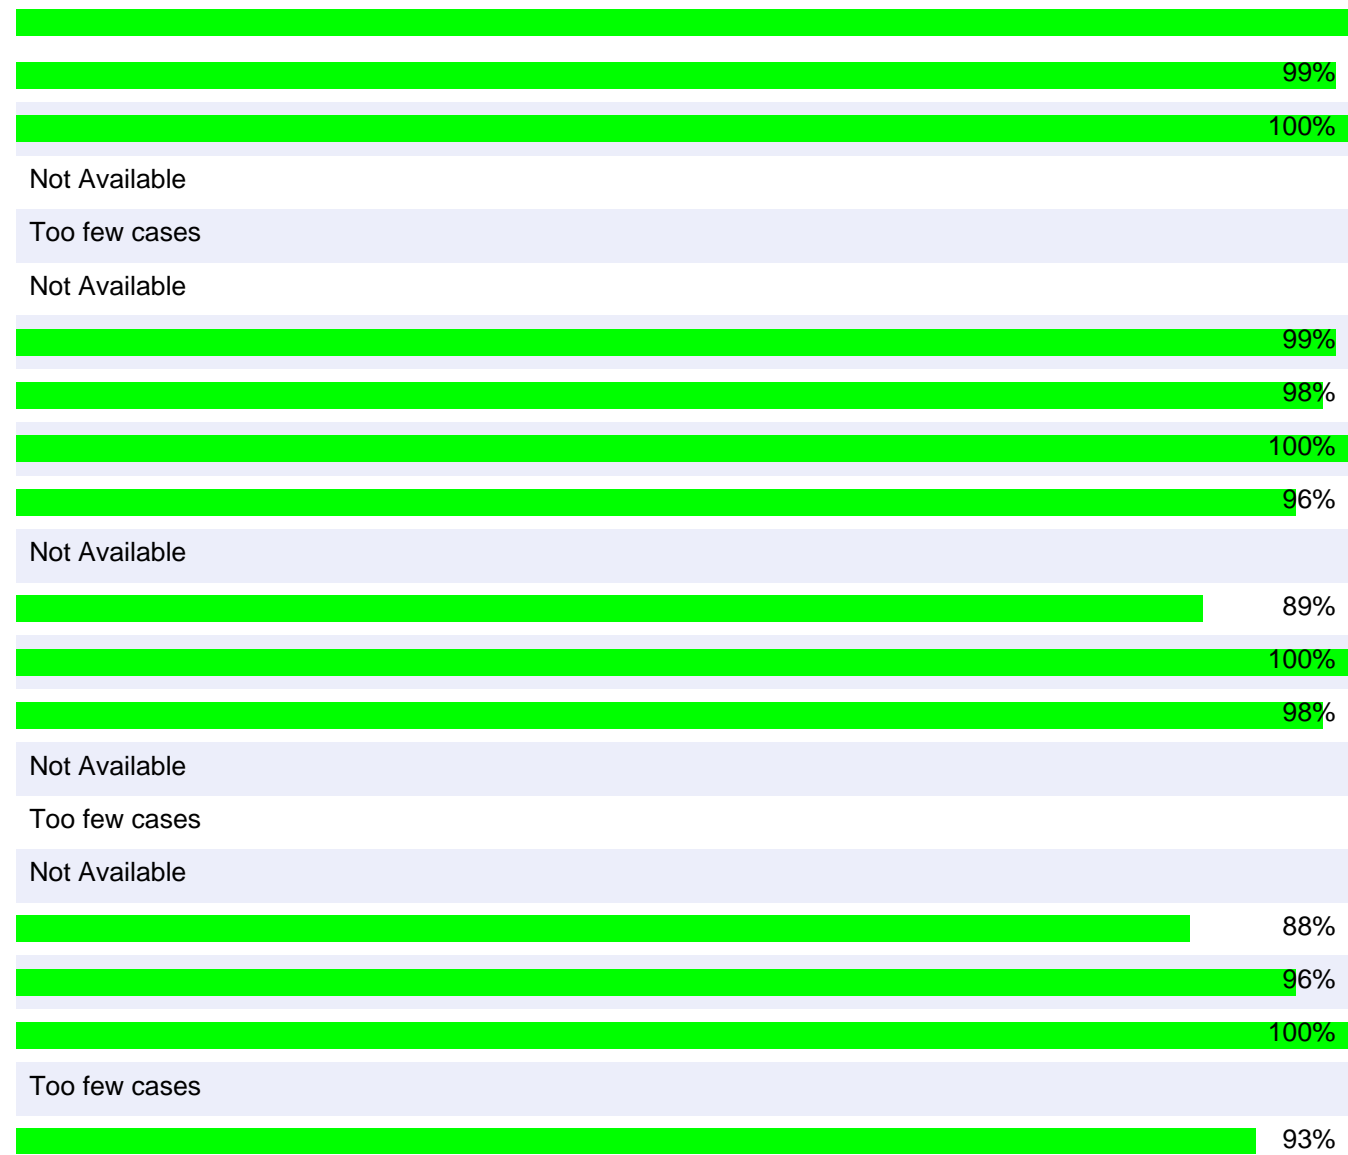 99%
100%
Not Available
Too few cases
Not Available
99%
98%
100%
96%
Not Available
89%
100%
98%
Not Available
Too few cases
Not Available
88%
96%
100%
Too few cases
93%